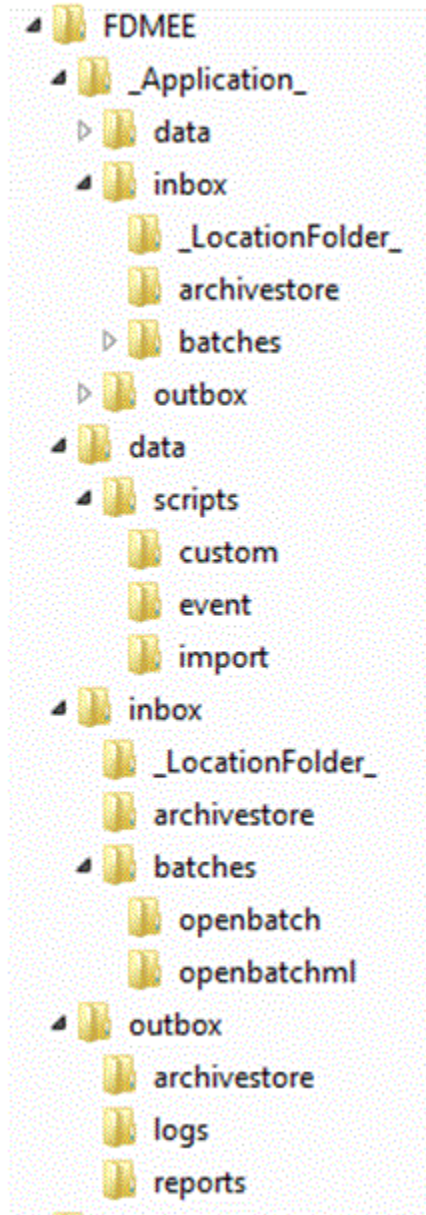 FDMEE
_Application_
data
inbox
_LocationFolder_
archivestore
batches
outbox
data
scripts
custom
event
import
inbox
_LocationFolder_
archivestore
batches
openbatch
openbatchml
outbox
archivestore
logs
reports